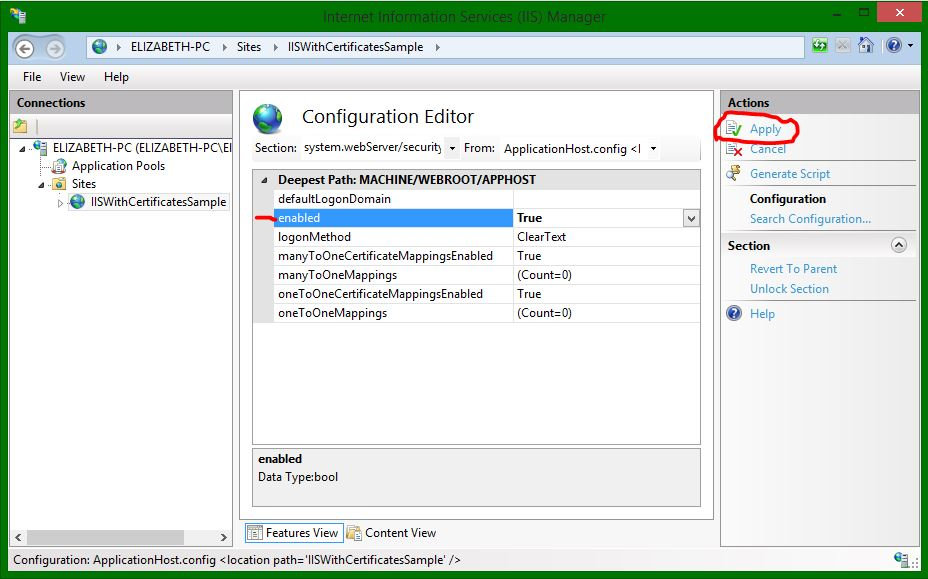 Internet Information Services (IIS) Manager
ELIZABETH-PC Sites IISWithCertificatesSample
File View Help
Connections
ELIZABETH-PC (ELIZABETH-PC\El
Application Pools
Sites
IISWithCertificatesSample
Configuration Editor
Section: system.webServer/security From: ApplicationHost.config <l
Deepest Path: MACHINE/WEBROOT/APPHOST
defaultLogonDomain
enabled True
logonMethod ClearText
manyToOneCertificateMappingsEnabled True
manyToOneMappings (Count=0)
oneToOneCertificateMappingsEnabled True
oneToOneMappings (Count=0)
enabled
Data Type:bool
Features View Content View
Actions
Apply
Cancel
Generate Script
Configuration
Search Configuration...
Section
Revert To Parent
Unlock Section
Help
Configuration: ApplicationHost.config <location path='IISWithCertificatesSample' />